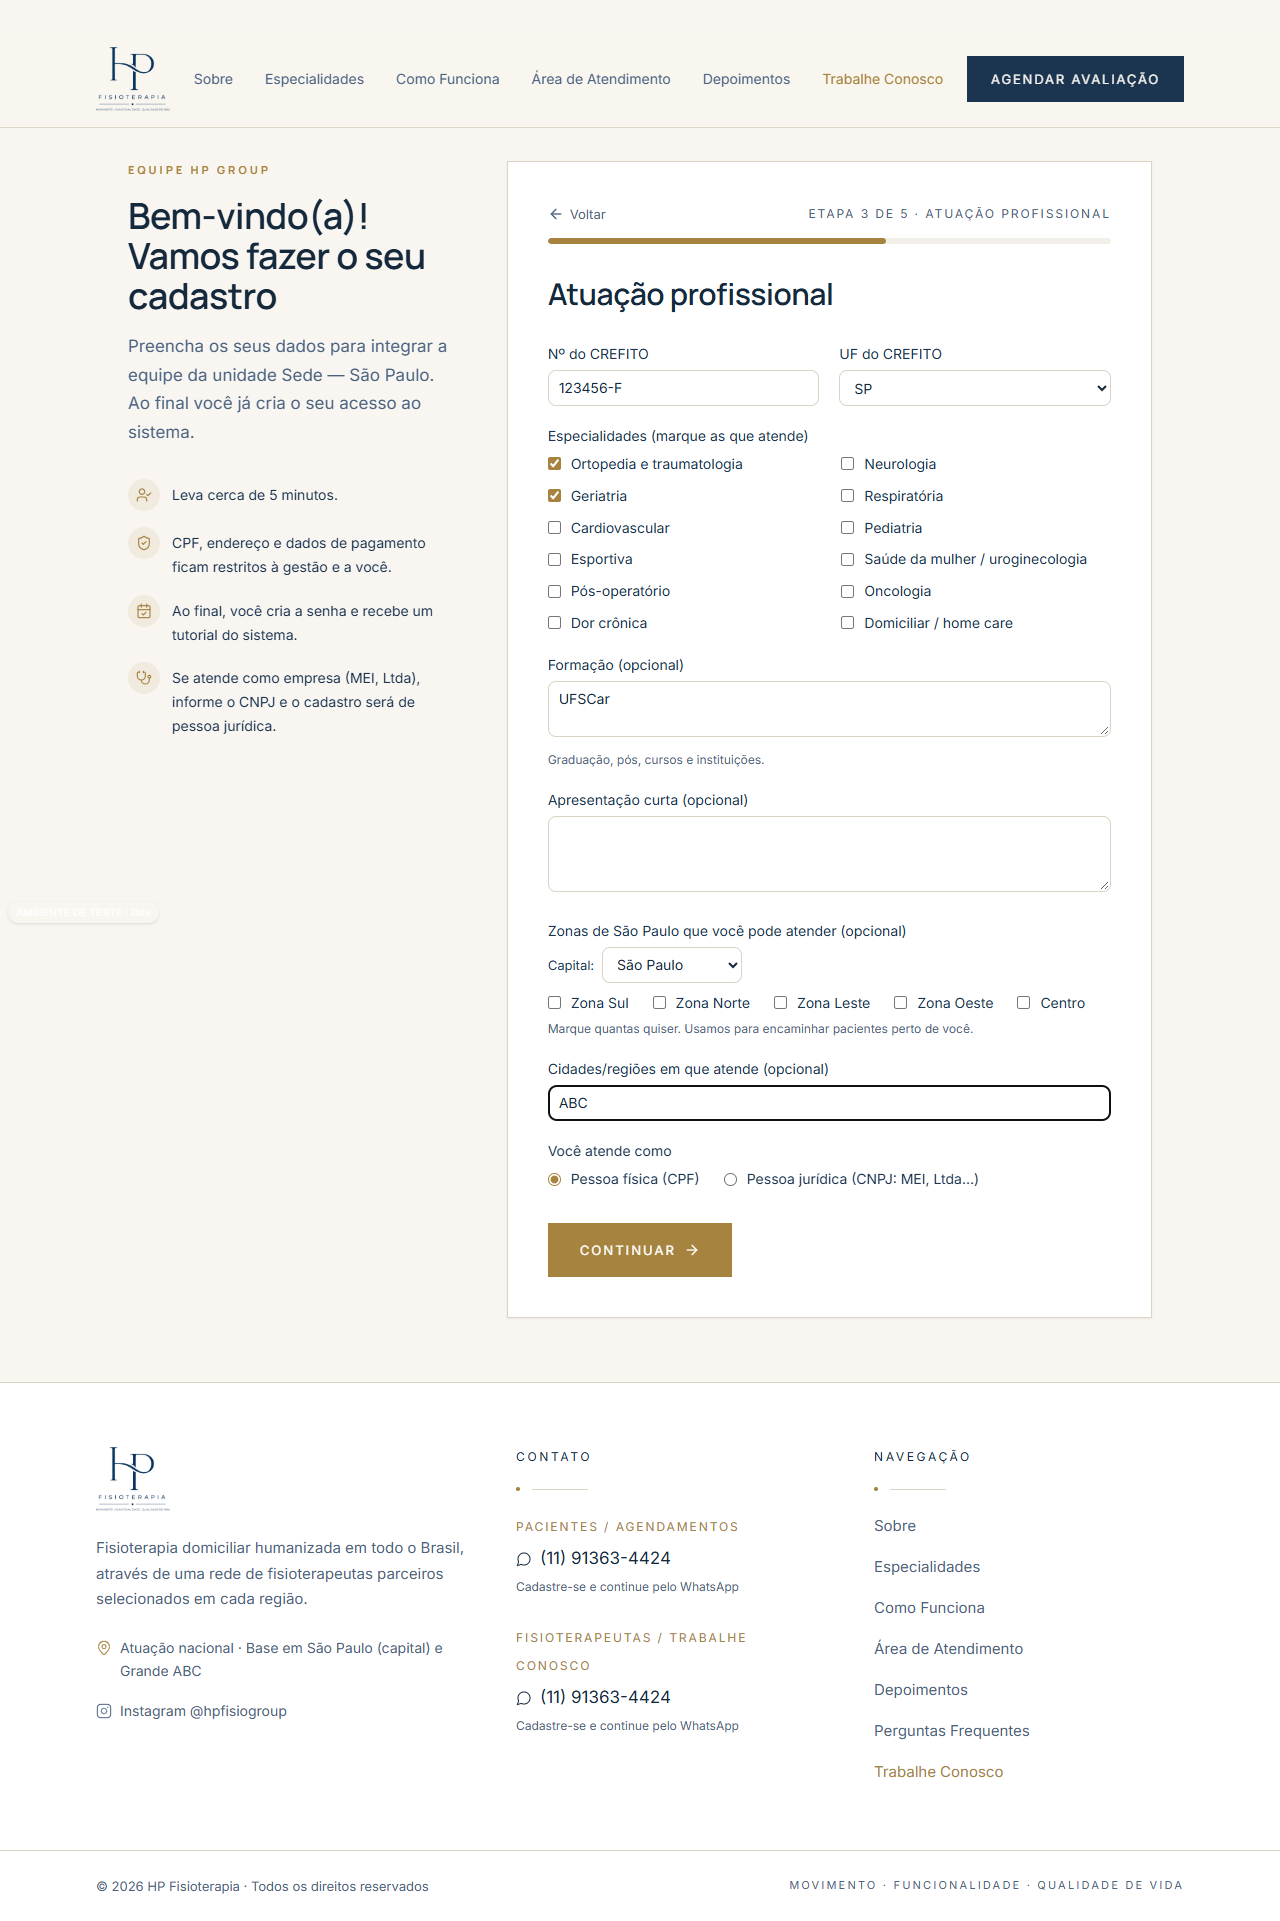 HP
FISIOTERAPIA
Sobre
Especialidades
Como Funciona
Área de Atendimento
Depoimentos
Trabalhe Conosco
AGENDAR AVALIAÇÃO
EQUIPE HP GROUP
Bem-vindo(a)!
Vamos fazer o seu
cadastro
Preencha os seus dados para integrar a
equipe da unidade Sede — São Paulo.
Ao final você já cria o seu acesso ao
sistema.
Leva cerca de 5 minutos.
CPF, endereço e dados de pagamento
ficam restritos à gestão e a você.
Ao final, você cria a senha e recebe um
tutorial do sistema.
Se atende como empresa (MEI, Ltda),
informe o CNPJ e o cadastro será de
pessoa jurídica.
AMBIENTE DE TESTE
Voltar
ETAPA 3 DE 5 · ATUAÇÃO PROFISSIONAL
Atuação profissional
Nº do CREFITO
UF do CREFITO
123456-F
SP
Especialidades (marque as que atende)
Ortopedia e traumatologia
Neurologia
Geriatria
Respiratória
Cardiovascular
Pediatria
Esportiva
Saúde da mulher / uroginecologia
Pós-operatório
Oncologia
Dor crônica
Domiciliar / home care
Formação (opcional)
UFSCar
Graduação, pós, cursos e instituições.
Apresentação curta (opcional)
Zonas de São Paulo que você pode atender (opcional)
Capital: São Paulo
Zona Sul
Zona Norte
Zona Leste
Zona Oeste
Centro
Marque quantas quiser. Usamos para encaminhar pacientes perto de você.
Cidades/regiões em que atende (opcional)
ABC
Você atende como
Pessoa física (CPF)
Pessoa jurídica (CNPJ: MEI, Ltda...)
CONTINUAR
HP
FISIOTERAPIA
Fisioterapia domiciliar humanizada em todo o Brasil,
através de uma rede de fisioterapeutas parceiros
selecionados em cada região.
Atuação nacional · Base em São Paulo (capital) e
Grande ABC
Instagram @hpfisiogroup
CONTATO
PACIENTES / AGENDAMENTOS
(11) 91363-4424
Cadastre-se e continue pelo WhatsApp
FISIOTERAPEUTAS / TRABALHE
CONOSCO
(11) 91363-4424
Cadastre-se e continue pelo WhatsApp
NAVEGAÇÃO
Sobre
Especialidades
Como Funciona
Área de Atendimento
Depoimentos
Perguntas Frequentes
Trabalhe Conosco
© 2026 HP Fisioterapia · Todos os direitos reservados
MOVIMENTO · FUNCIONALIDADE · QUALIDADE DE VIDA